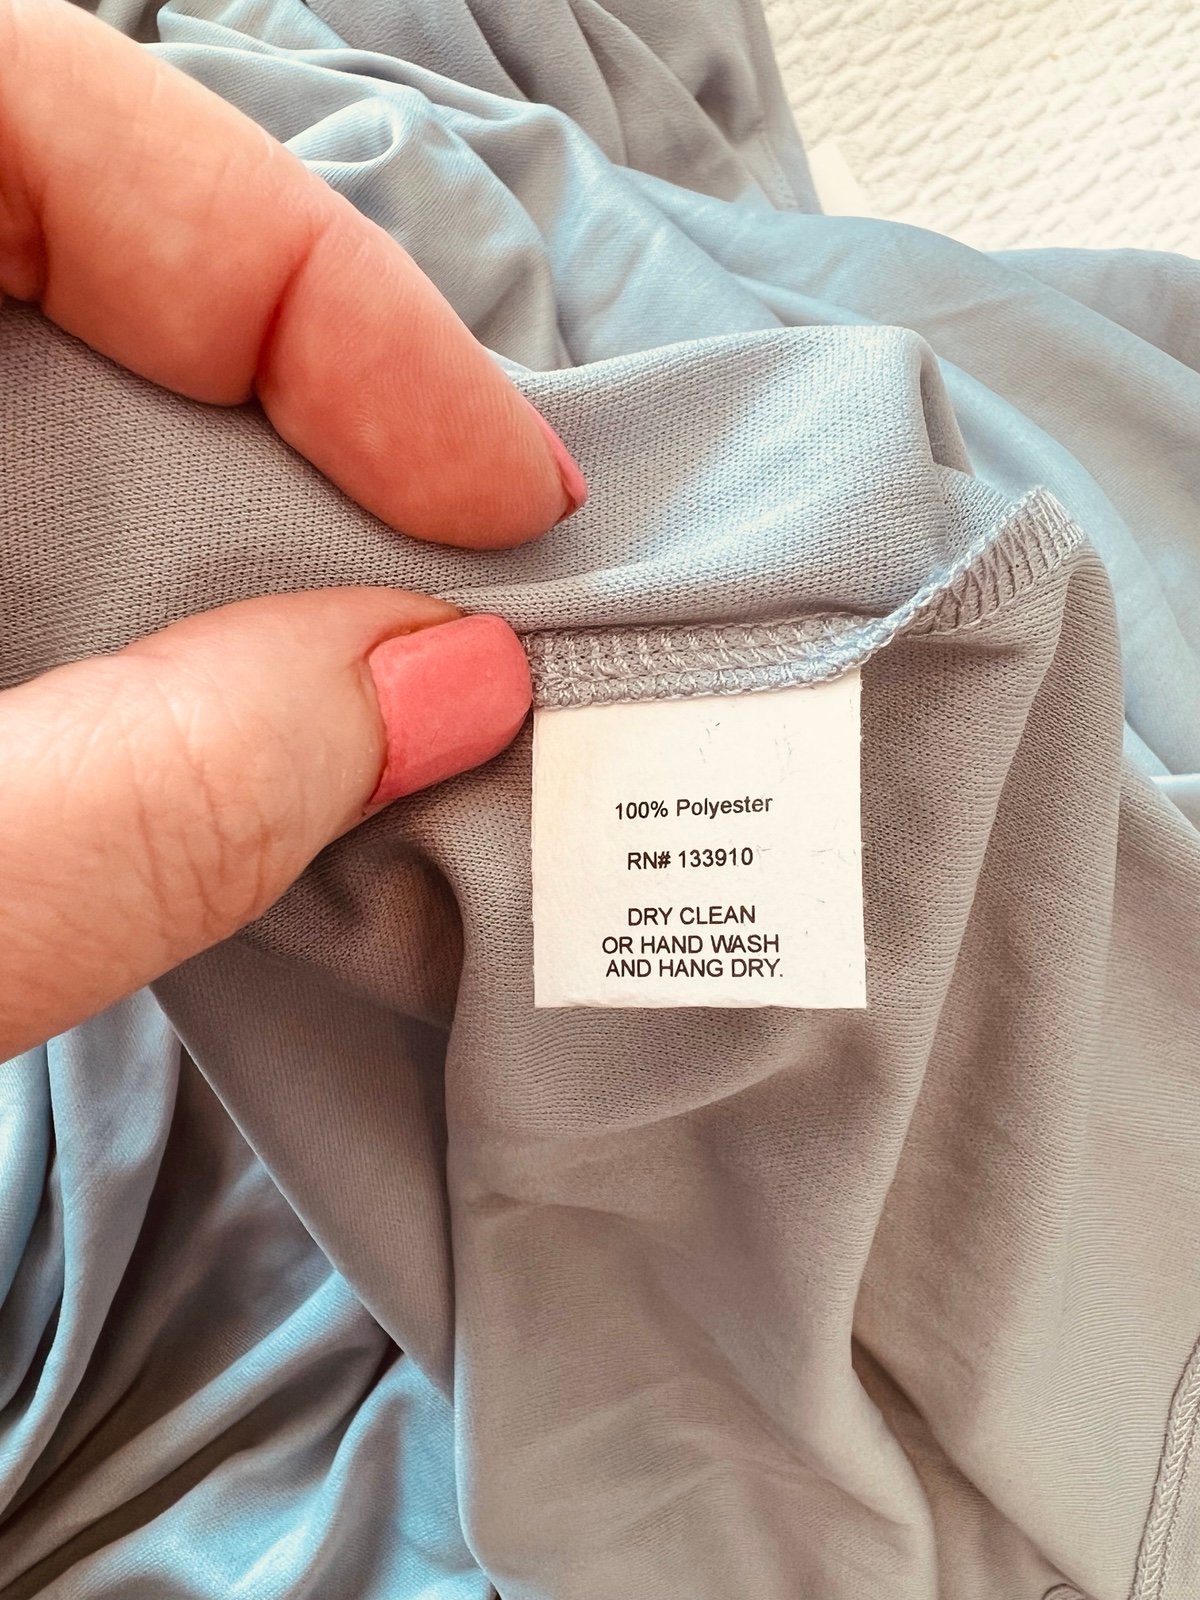 100% Polyester
RN# 133910
DRY CLEAN
OR HAND WASH
AND HANG DRY.